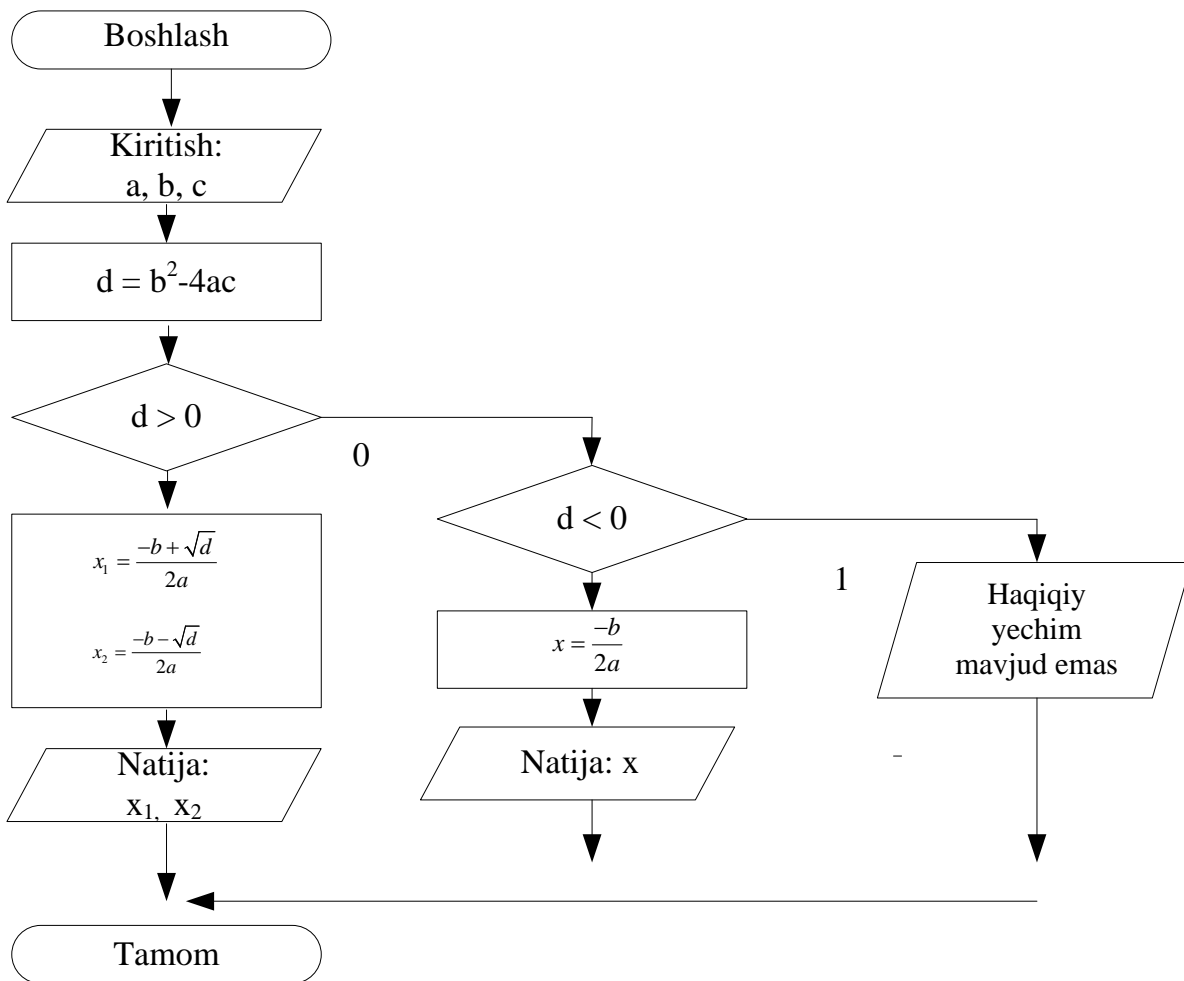 Boshlash
Kiritish:
a, b, c
d = b²-4ac
d > 0
0
d < 0
1
x₁ = (-b + √d) / 2a
x₂ = (-b - √d) / 2a
x = -b / 2a
Haqiqiy
yechim
mavjud emas
Natija:
x₁, x₂
Natija: x
Tamom